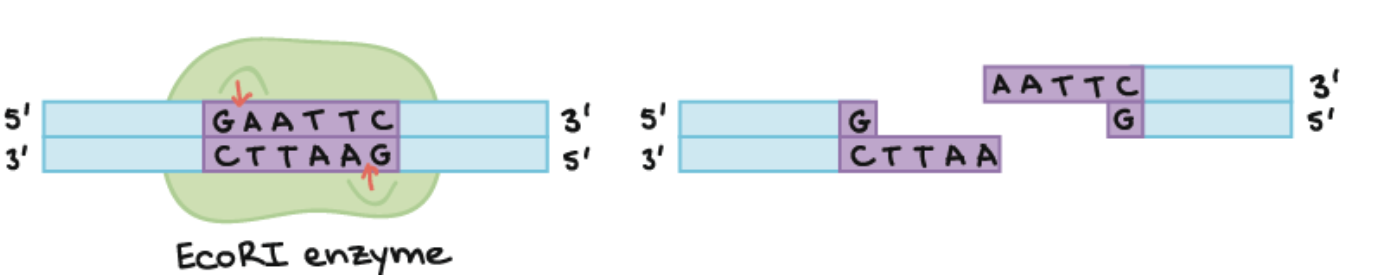 5' GAATTC 3'
3' CTTAAG 5'
EcoRI enzyme
5' G
3' CTTAA
AATTC 3'
G 5'